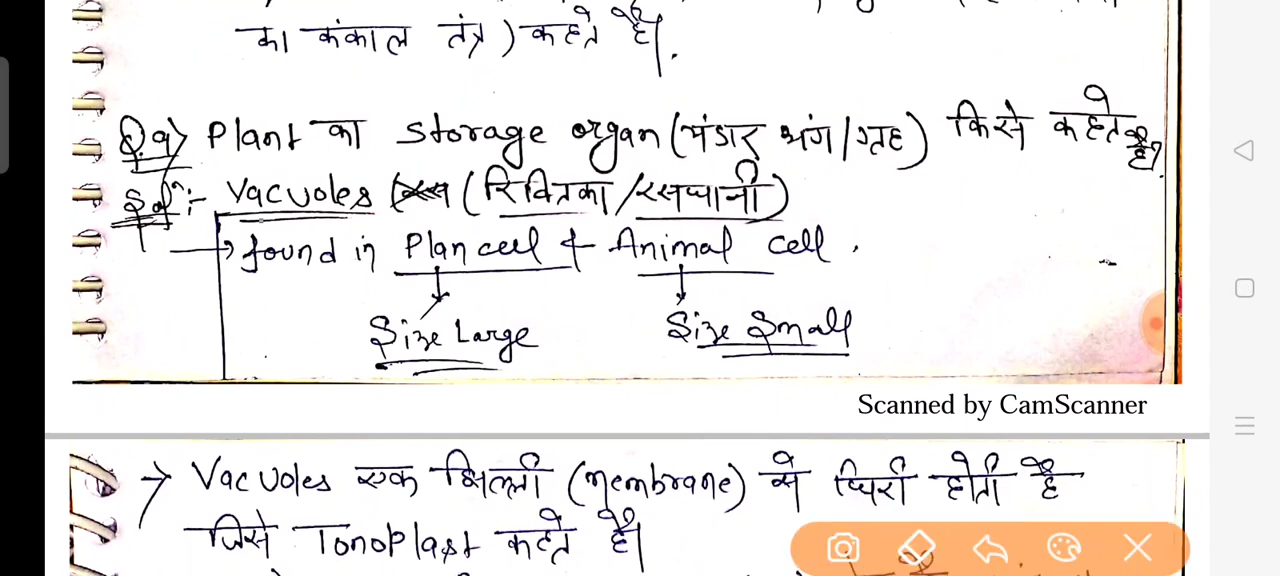 का कंकाल तंत्र) कहते हैं।
Q.9) Plant का storage organ (भंडार अंग/गृह) किसे कहते है?
Sol:- Vacuoles (रिक्तिका/रसधानी)
→ found in Plan cell & Animal cell.
Size Large Size Small
Scanned by CamScanner
→ Vacuoles एक झिल्ली (membrane) से घिरी होती है
जिसे Tonoplast कहते हैं।